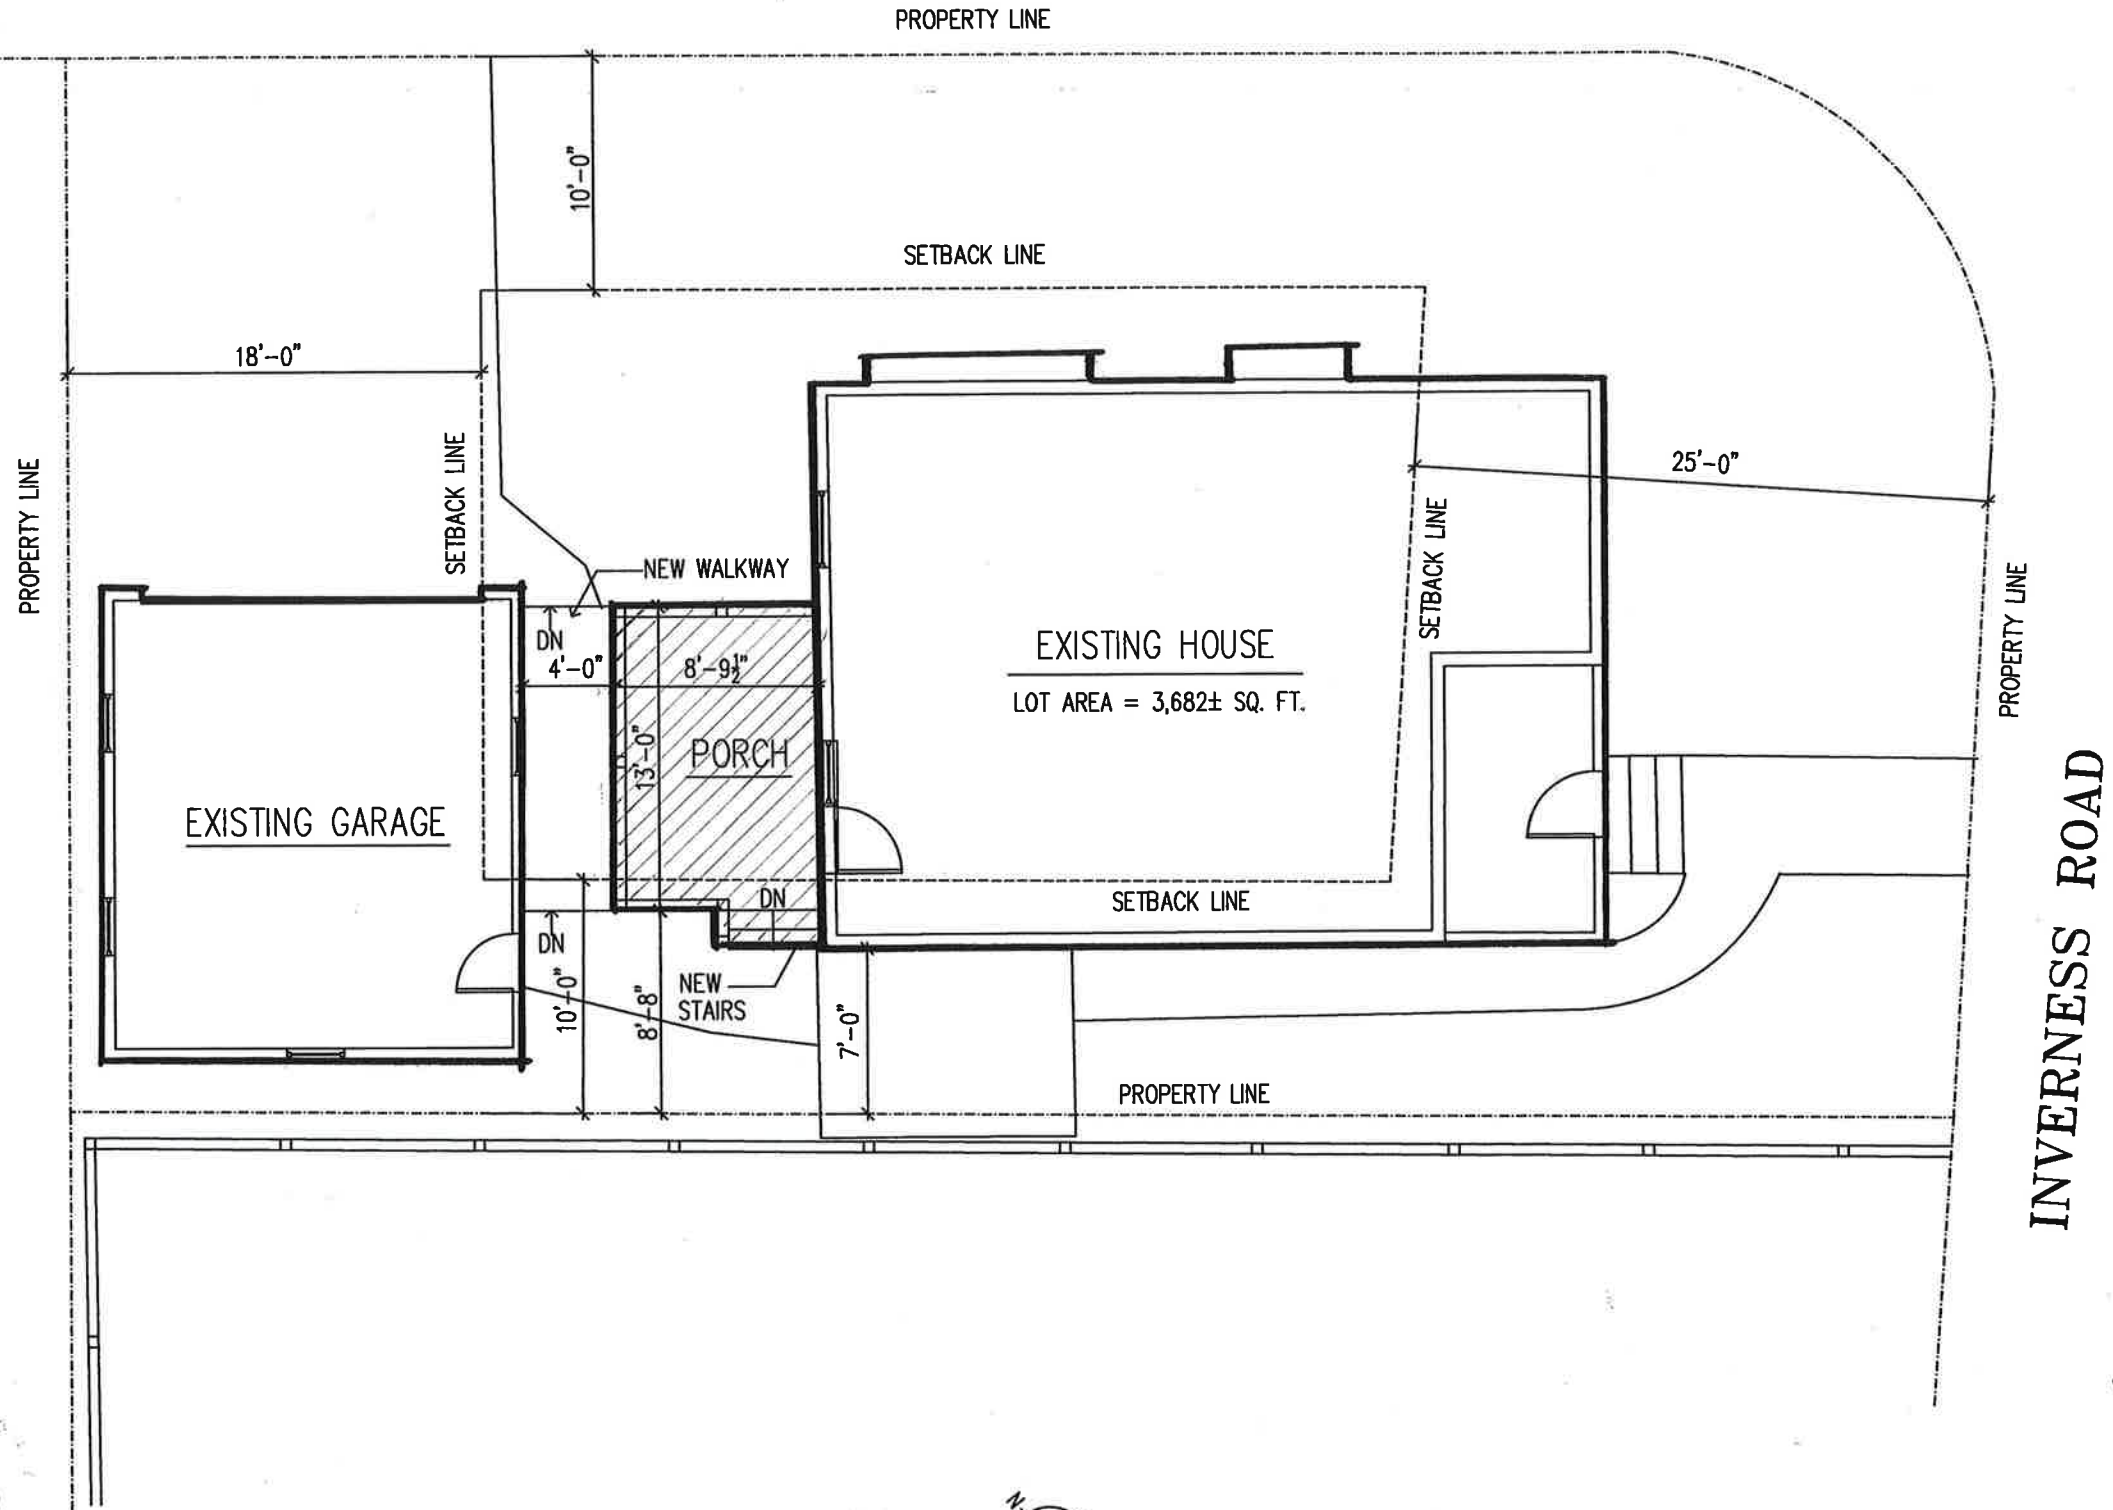 PROPERTY LINE
10'-0"
SETBACK LINE
18'-0"
SETBACK LINE
PROPERTY LINE
25'-0"
SETBACK LINE
PROPERTY LINE
NEW WALKWAY
DN
4'-0"
8'-9½"
13'-0"
PORCH
EXISTING HOUSE
LOT AREA = 3,682± SQ. FT.
EXISTING GARAGE
DN
SETBACK LINE
DN
10'-0"
8'-8"
NEW
STAIRS
7'-0"
PROPERTY LINE
INVERNESS ROAD
N